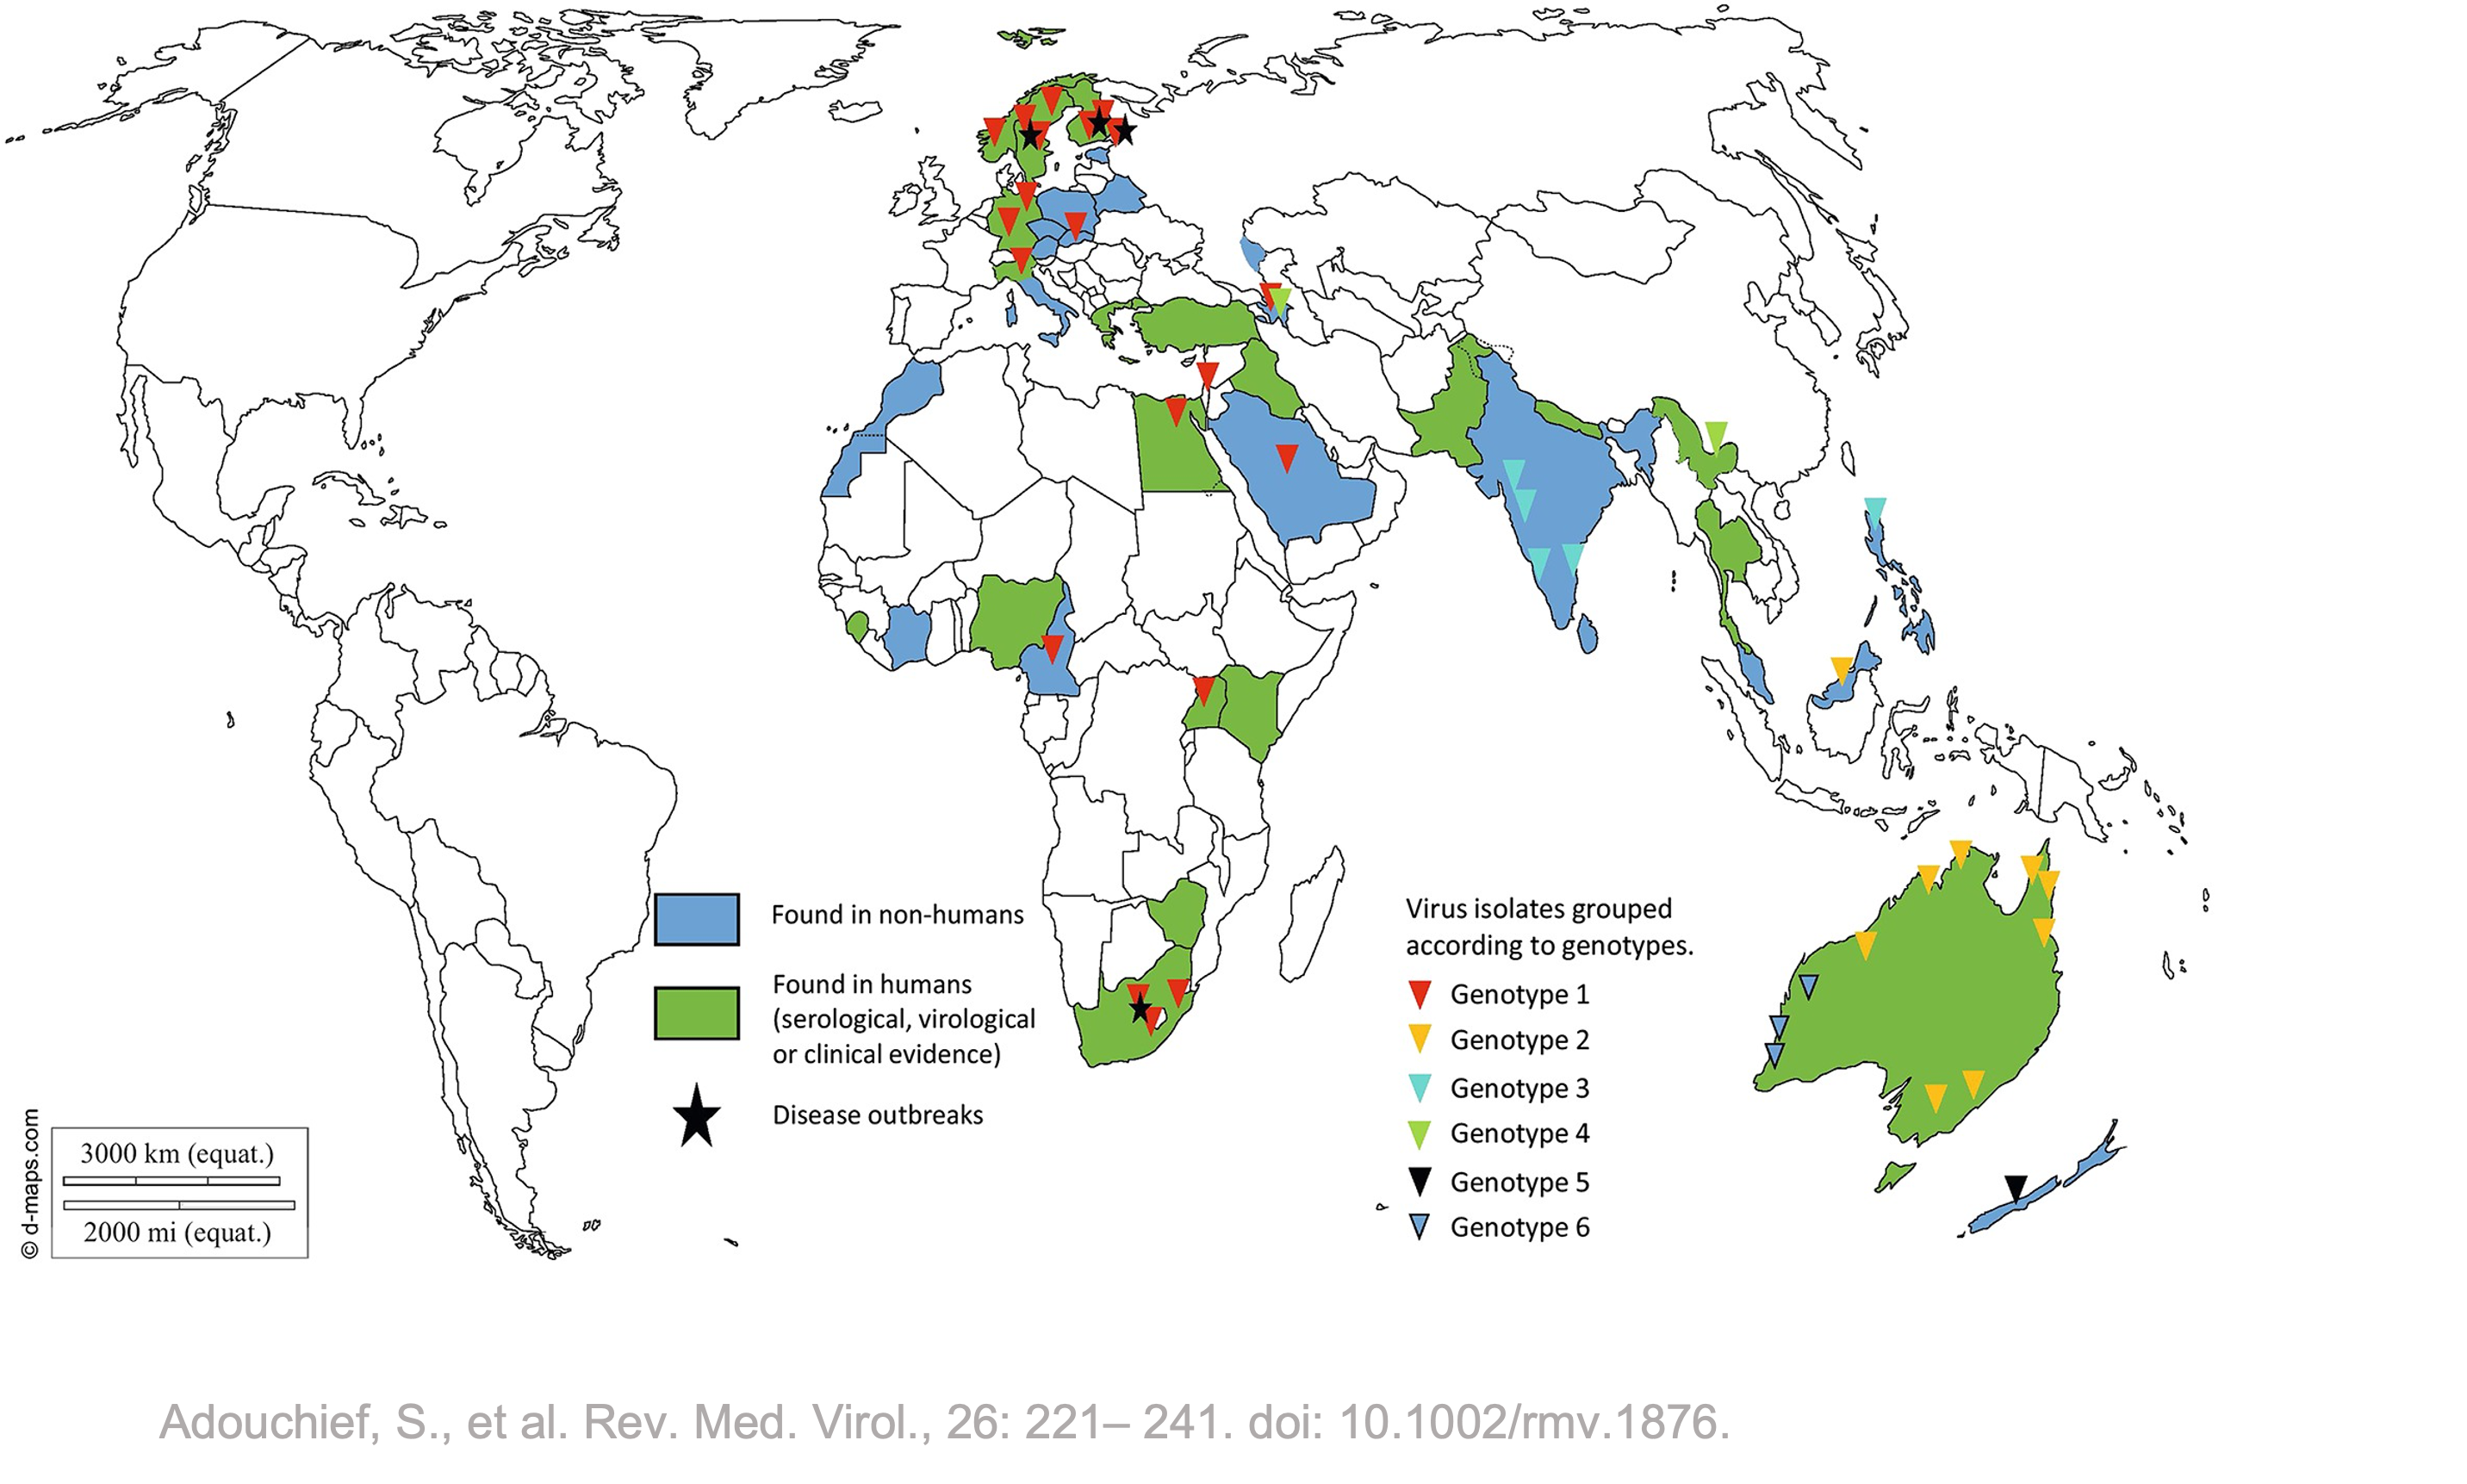 Found in non-humans
Found in humans
(serological, virological
or clinical evidence)
Disease outbreaks
Virus isolates grouped
according to genotypes.
Genotype 1
Genotype 2
Genotype 3
Genotype 4
Genotype 5
Genotype 6
© d-maps.com
3000 km (equat.)
2000 mi (equat.)
Adouchief, S., et al. Rev. Med. Virol., 26: 221– 241. doi: 10.1002/rmv.1876.